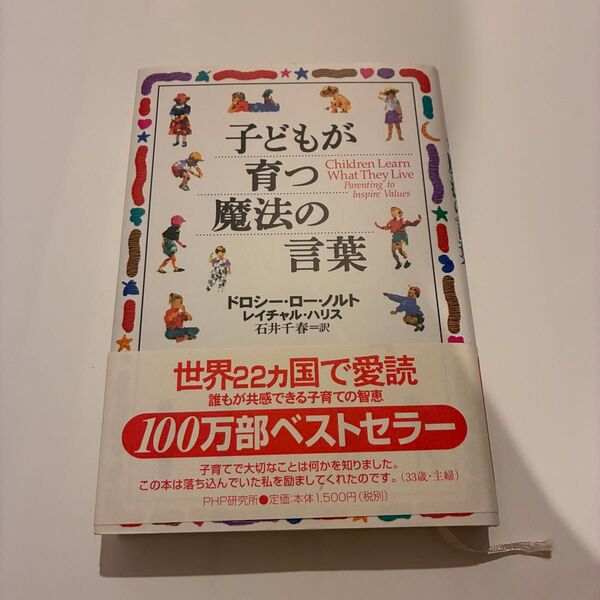 子どもが
育つ
Children Learn
What They Live
Parenting to
Inspire Values
魔法の
言葉
ドロシー・ロー・ノルト
レイチャル・ハリス
石井千春=訳
世界22カ国で愛読
誰もが共感できる子育ての智恵
100万部ベストセラー
子育てで大切なことは何かを知りました。
この本は落ち込んでいた私を励ましてくれたのです。(33歳・主婦)
PHP研究所●定価:本体1,500円(税別)